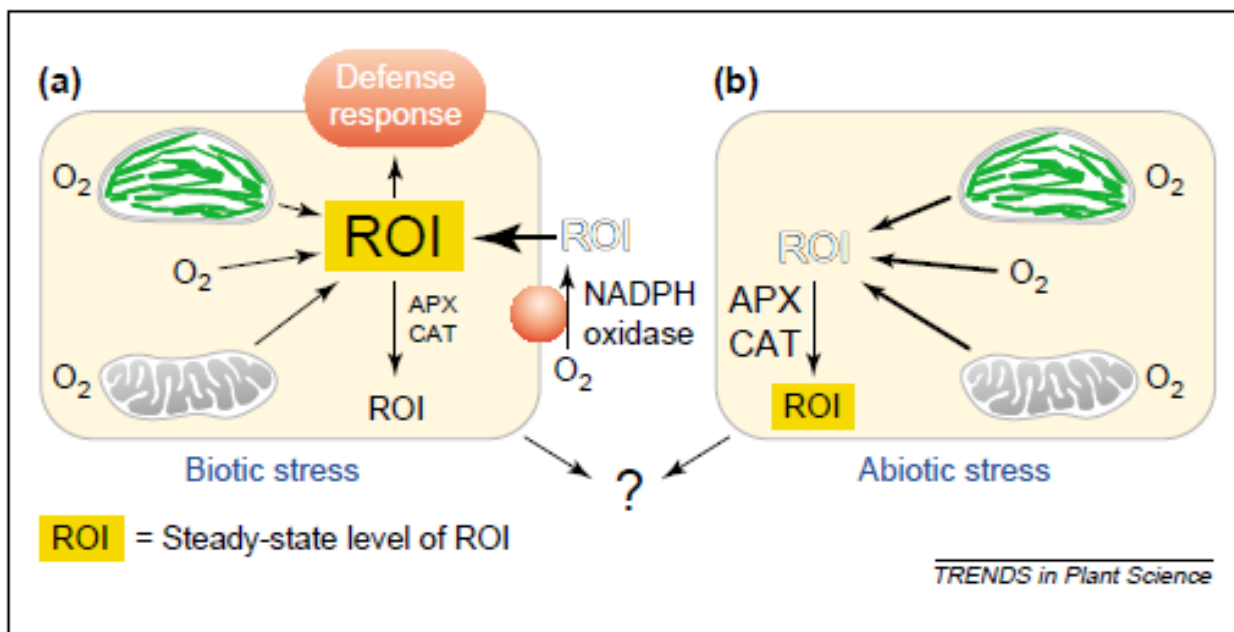 (a)
Defense
response
O2
ROI
ROI
O2
APX
CAT
NADPH
oxidase
O2
O2
ROI
Biotic stress
(b)
O2
ROI
O2
APX
CAT
O2
ROI
Abiotic stress
?
ROI = Steady-state level of ROI
TRENDS in Plant Science